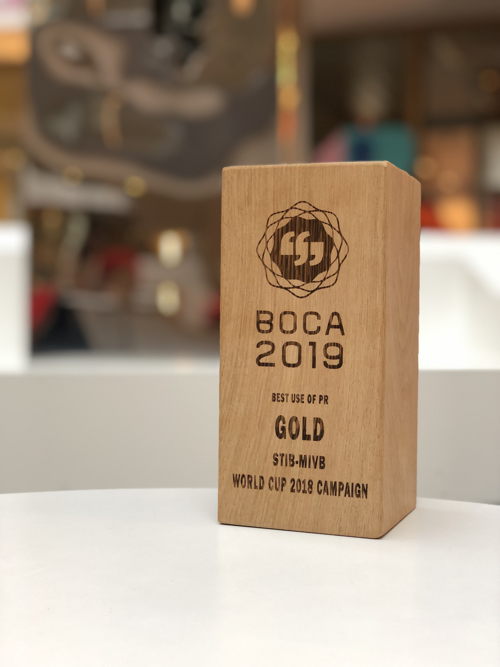 BOCA
2019
BEST USE OF PR
GOLD
STIB-MIVB
WORLD CUP 2018 CAMPAIGN